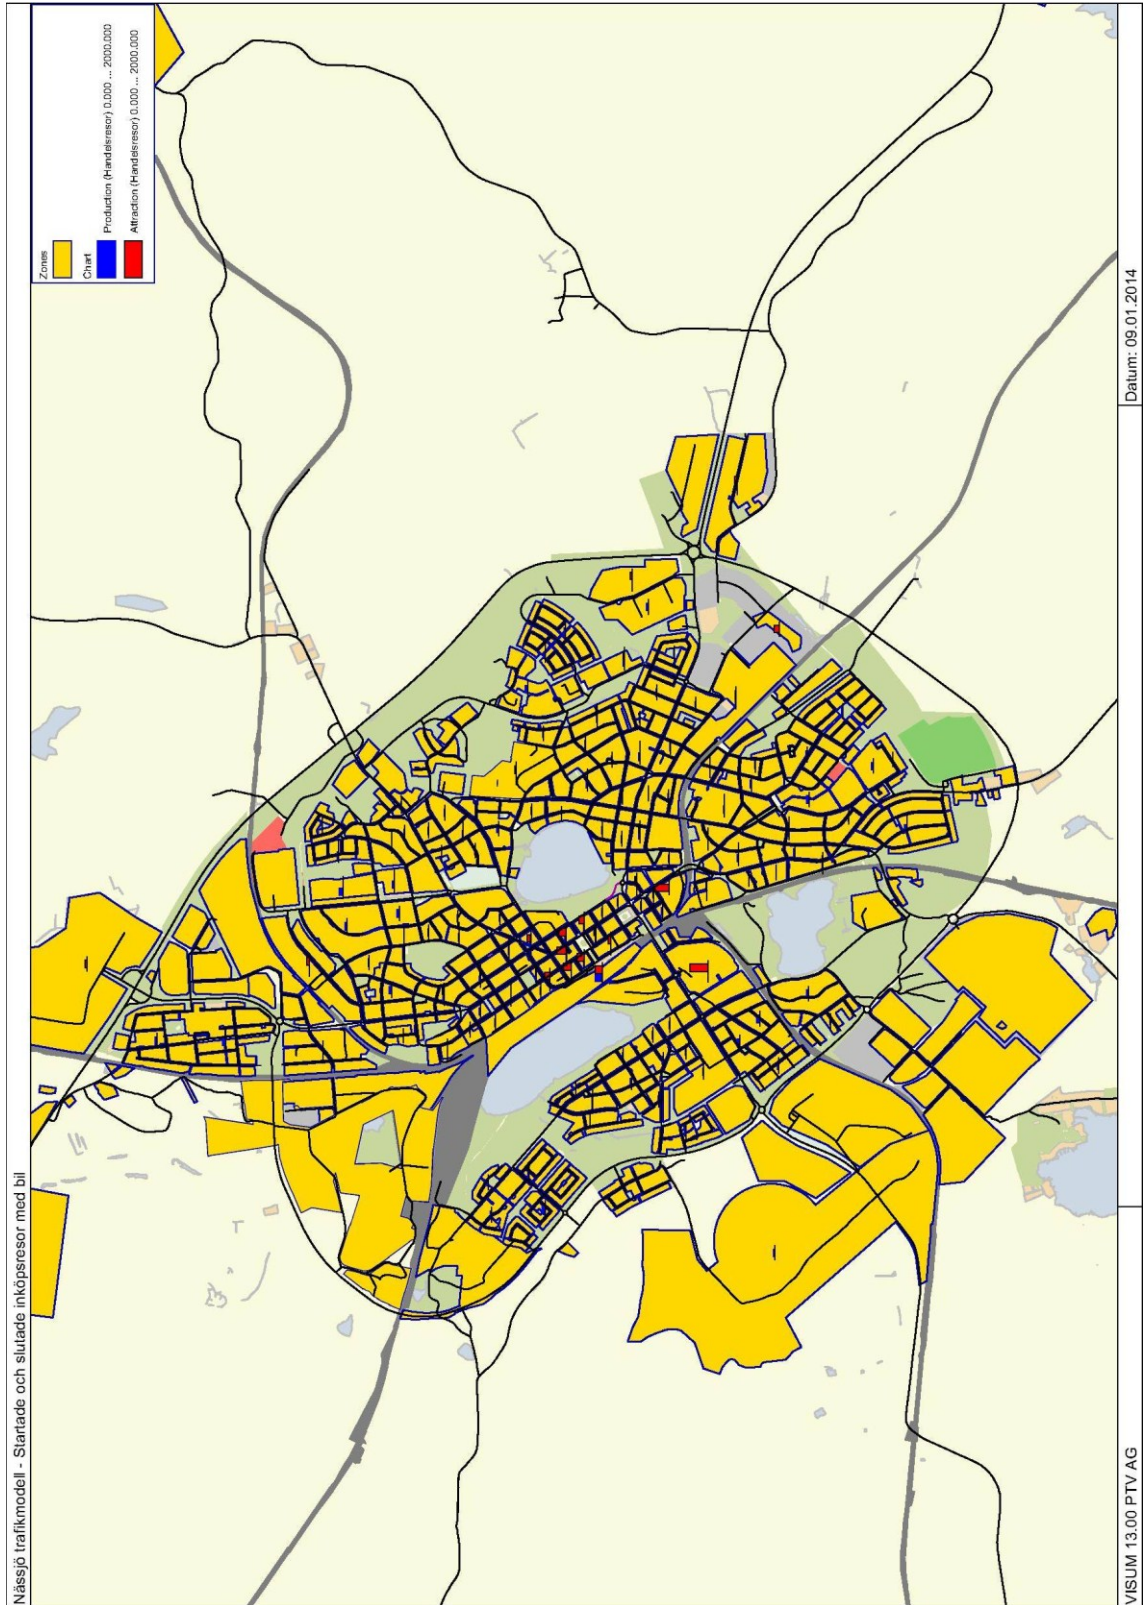 Nässjö trafikmodell - Startade och slutade inköpsresor med bil
Zones
Chart
Production (Handelsresor) 0.000 ... 2000.000
Attraction (Handelsresor) 0.000 ... 2000.000
VISUM 13.00 PTV AG
Datum: 09.01.2014